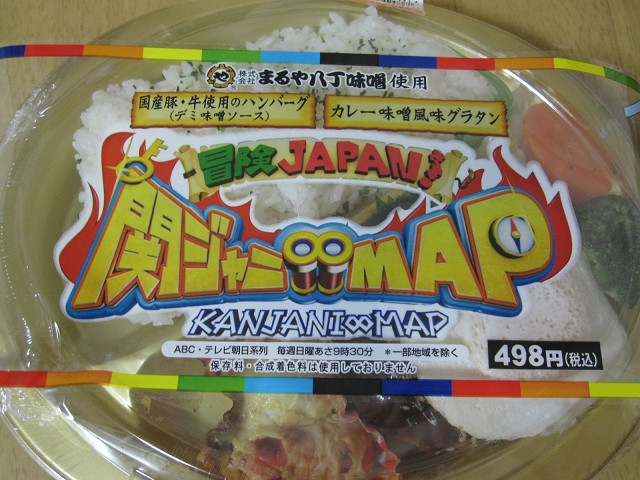 や 株式会社 まるや八丁味噌 使用
国産豚・牛使用のハンバーグ
(デミ味噌ソース)
カレー味噌風味グラタン
冒険JAPAN!
関ジャニ∞MAP
KANJANI∞MAP
ABC・テレビ朝日系列 毎週日曜あさ9時30分 *一部地域を除く
保存料・合成着色料は使用しておりません
498円(税込)